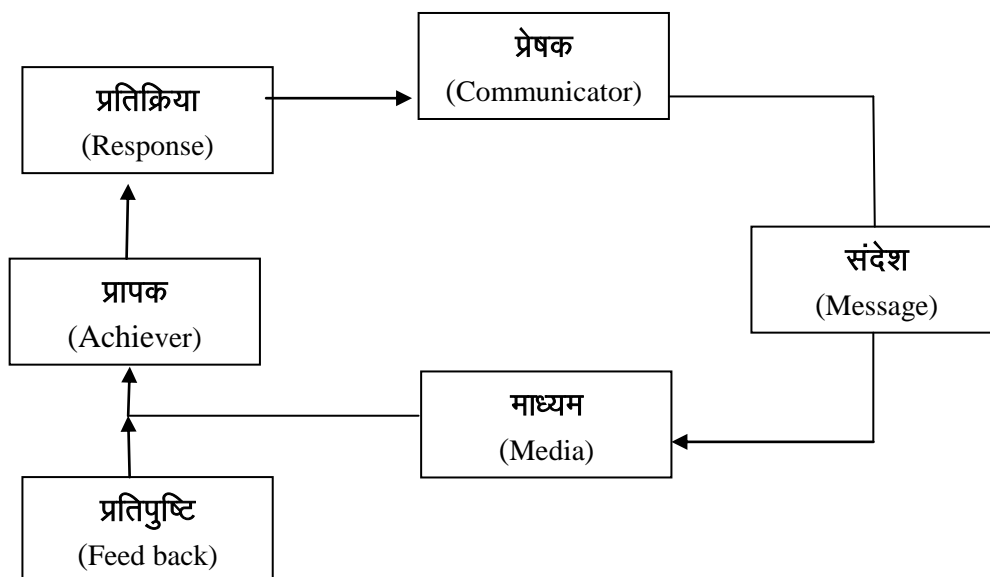 प्रेषक
(Communicator)
प्रतिक्रिया
(Response)
संदेश
(Message)
प्रापक
(Achiever)
माध्यम
(Media)
प्रतिपुष्टि
(Feed back)